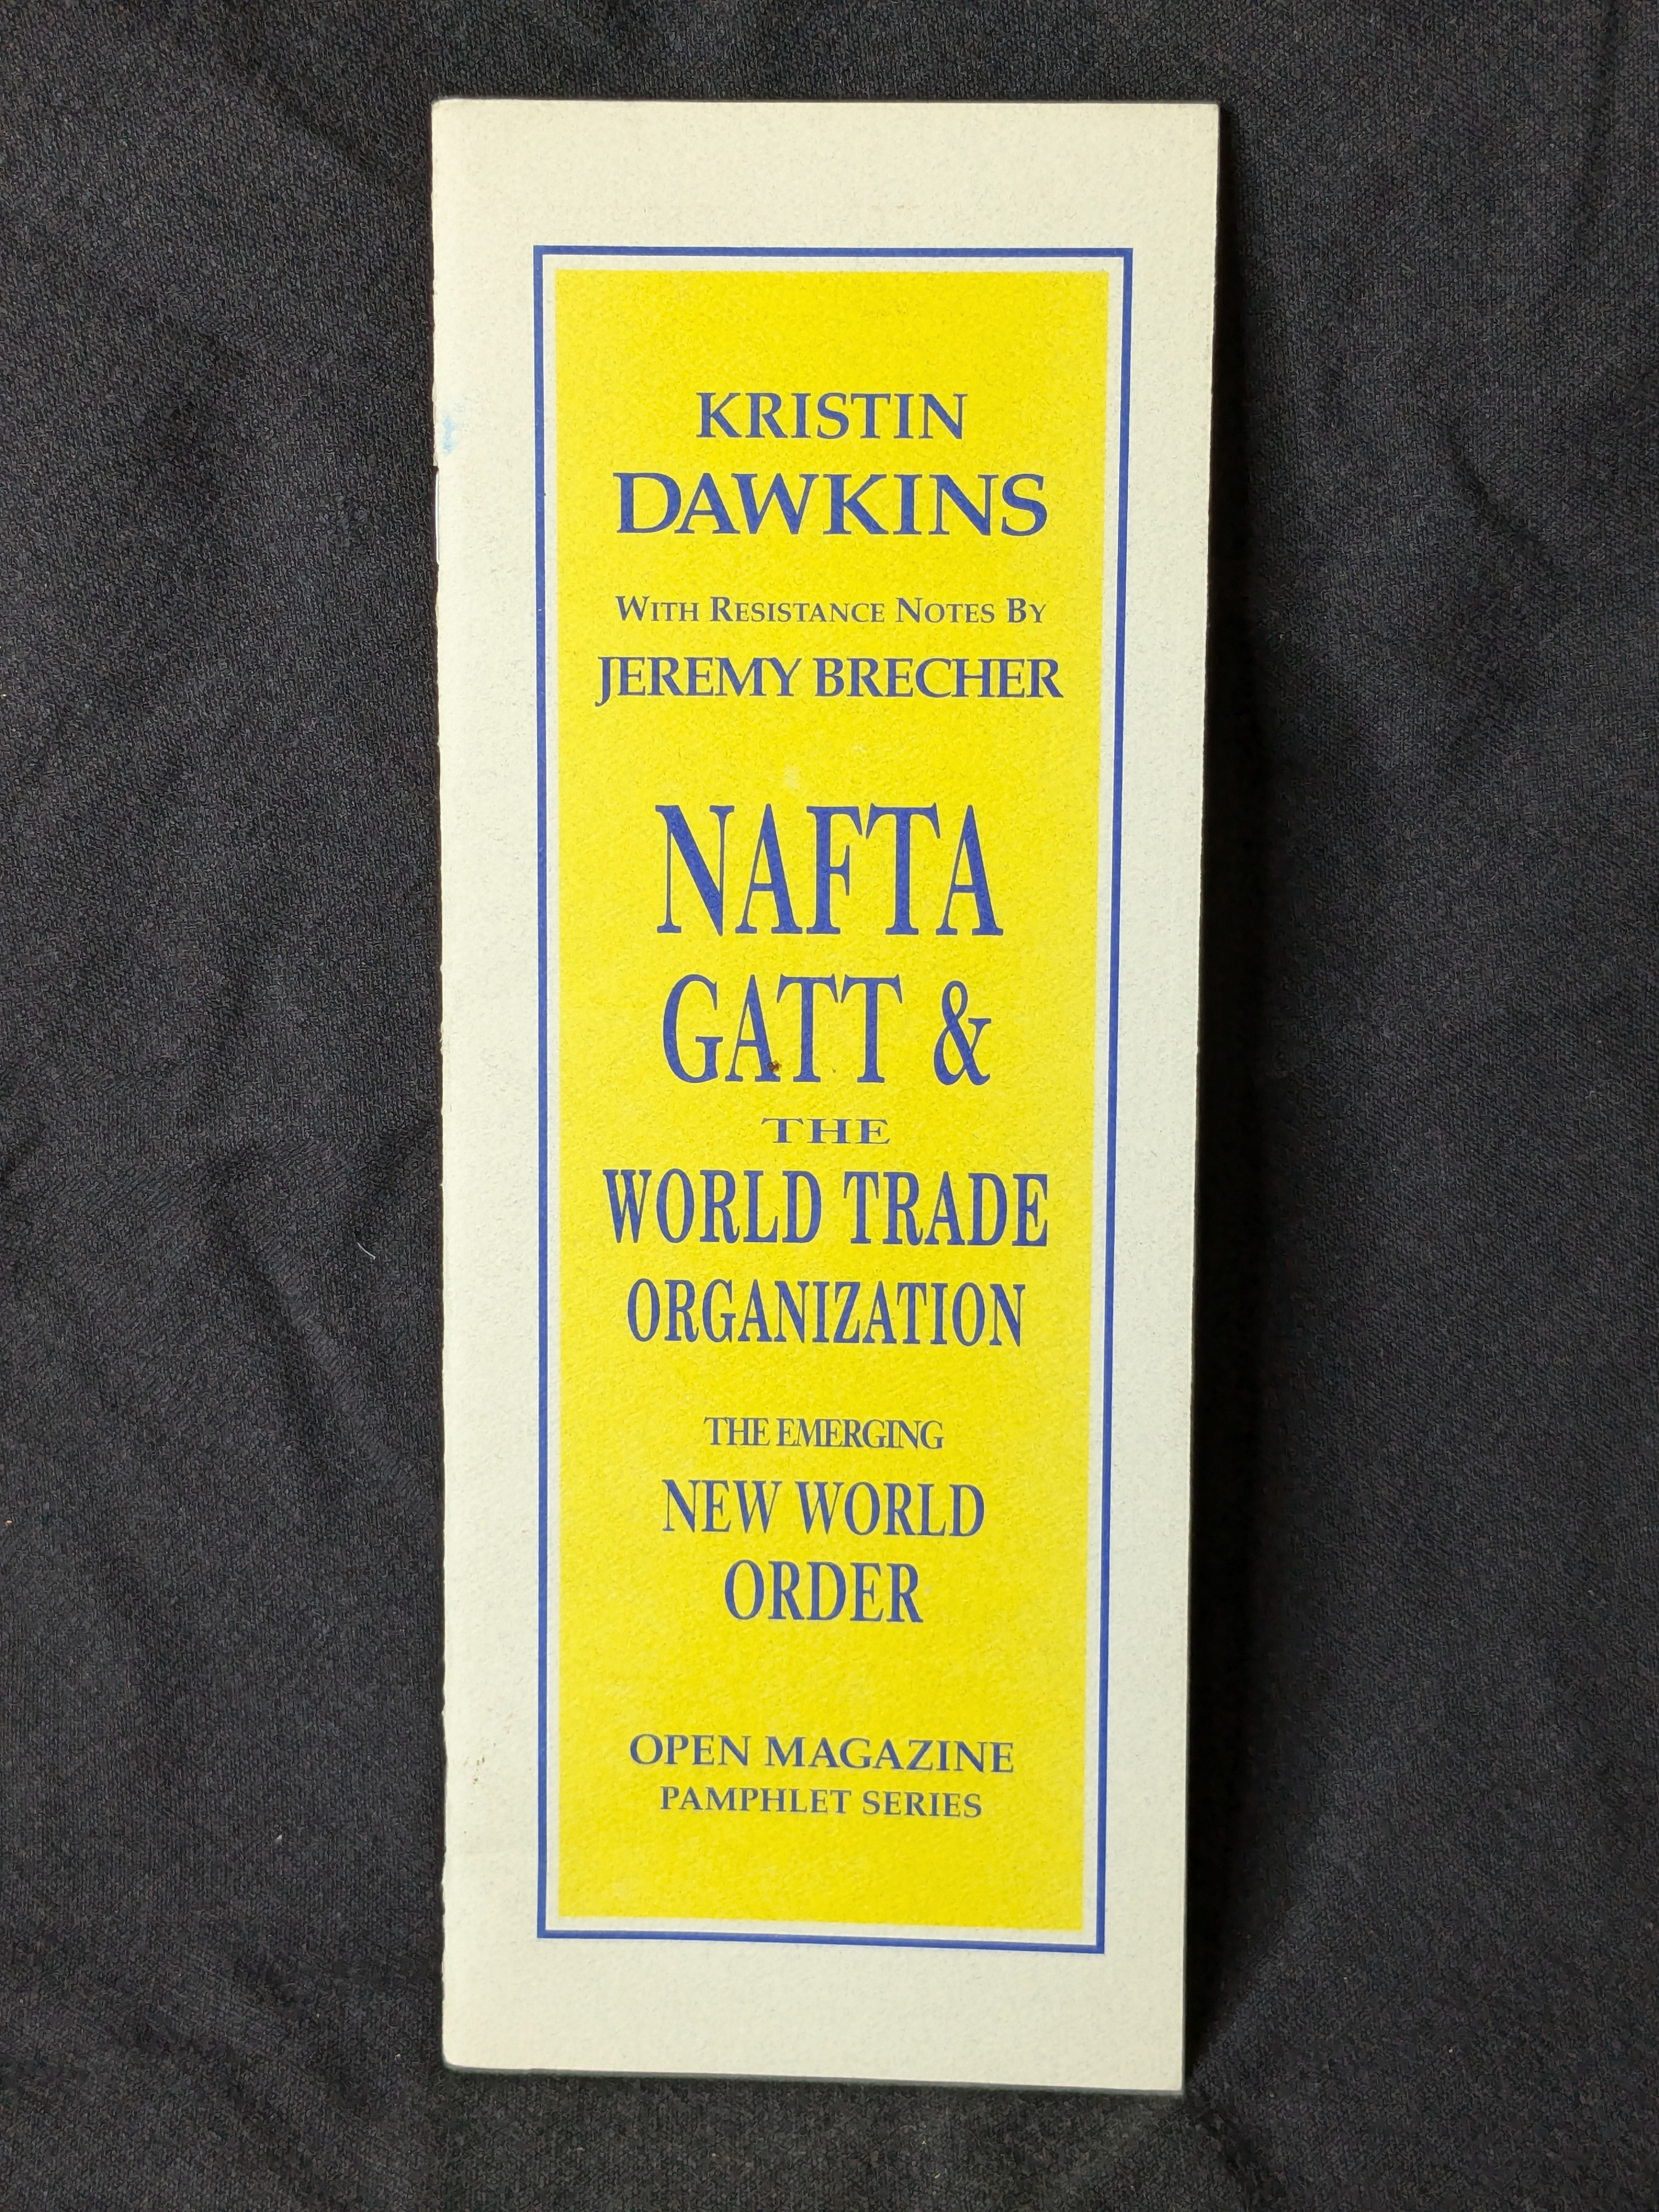 KRISTIN
DAWKINS
WITH RESISTANCE NOTES BY
JEREMY BRECHER
NAFTA
GATT &
THE
WORLD TRADE
ORGANIZATION
THE EMERGING
NEW WORLD
ORDER
OPEN MAGAZINE
PAMPHLET SERIES